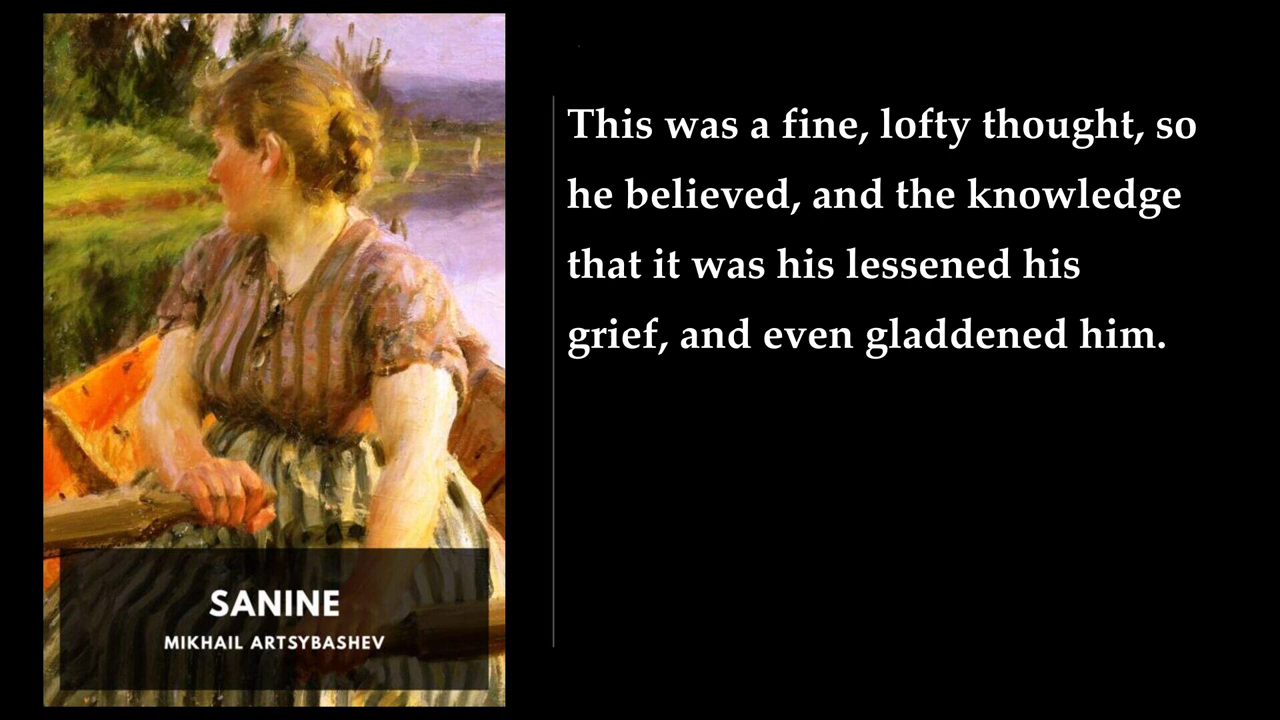 This was a fine, lofty thought, so
he believed, and the knowledge
that it was his lessened his
grief, and even gladdened him.
SANINE
MIKHAIL ARTSYBASHEV